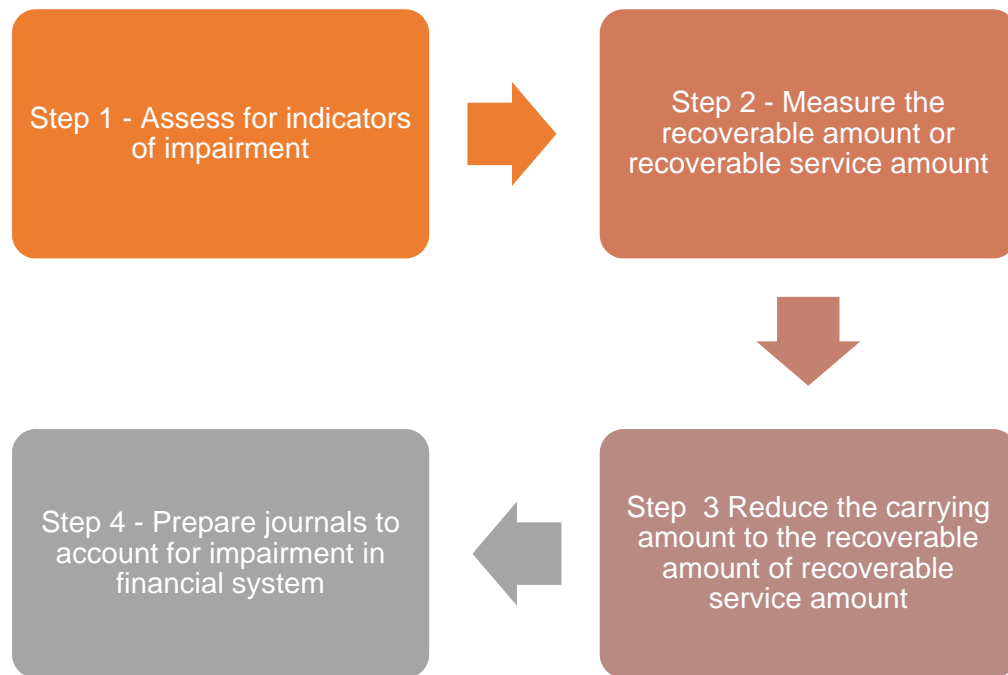 Step 1 - Assess for indicators
of impairment
Step 2 - Measure the
recoverable amount or
recoverable service amount
Step  3 Reduce the carrying
amount to the recoverable
amount of recoverable
service amount
Step 4 - Prepare journals to
account for impairment in
financial system